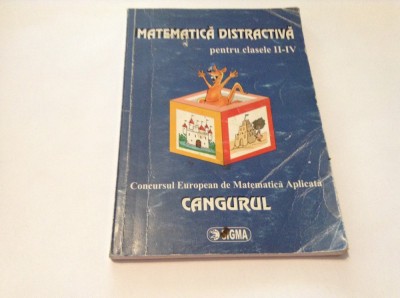 MATEMATICĂ DISTRACTIVĂ
pentru clasele II-IV
Concursul European de Matematică Aplicată
CANGURUL
SIGMA